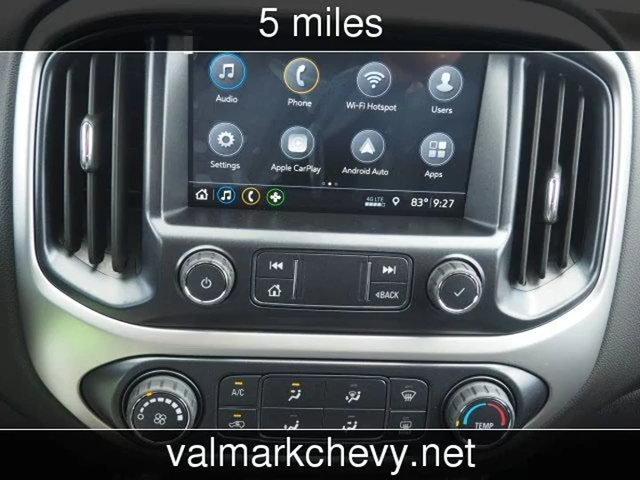 5 miles
Audio
Phone
Wi-Fi Hotspot
Users
Settings
Apple CarPlay
Android Auto
Apps
4G LTE
83° 9:27
BACK
A/C
TEMP
valmarkchevy.net